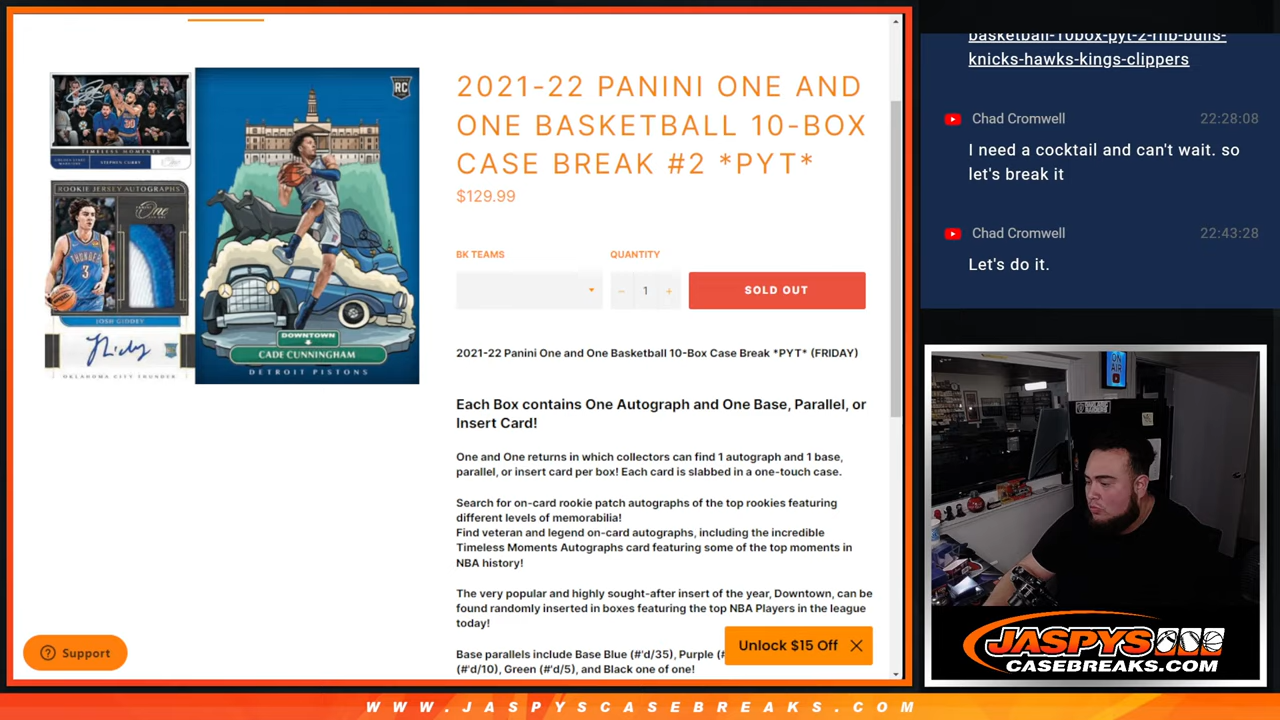 2021-22 PANINI ONE AND
ONE BASKETBALL 10-BOX
CASE BREAK #2 *PYT*
$129.99
BK TEAMS
QUANTITY
− 1 +
SOLD OUT
2021-22 Panini One and One Basketball 10-Box Case Break *PYT* (FRIDAY)
Each Box contains One Autograph and One Base, Parallel, or
Insert Card!
One and One returns in which collectors can find 1 autograph and 1 base,
parallel, or insert card per box! Each card is slabbed in a one-touch case.
Search for on-card rookie patch autographs of the top rookies featuring
different levels of memorabilia!
Find veteran and legend on-card autographs, including the incredible
Timeless Moments Autographs card featuring some of the top moments in
NBA history!
The very popular and highly sought-after insert of the year, Downtown, can be
found randomly inserted in boxes featuring the top NBA Players in the league
today!
Base parallels include Base Blue (#'d/35), Purple (#
(#'d/10), Green (#'d/5), and Black one of one!
Unlock $15 Off
Support
TIMELESS MOMENTS
STEPHEN CURRY
ROOKIE JERSEY AUTOGRAPHS
One
THUNDER
3
JOSH GIDDEY
OKLAHOMA CITY THUNDER
RC
2
DOWNTOWN
CADE CUNNINGHAM
DETROIT PISTONS
basketball-10box-pyt-2-rnb-bulls-
knicks-hawks-kings-clippers
Chad Cromwell 22:28:08
I need a cocktail and can't wait. so
let's break it
Chad Cromwell 22:43:28
Let's do it.
ON
AIR
JASPYS
CASEBREAKS.COM
WWW.JASPYSCASEBREAKS.COM